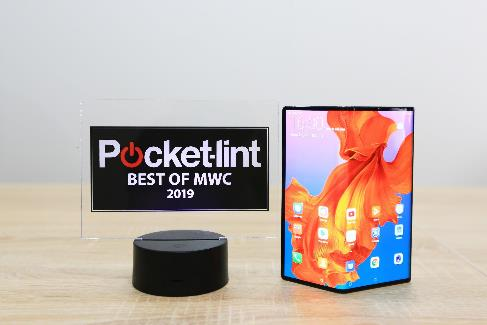 Pocket-lint
BEST OF MWC
2019